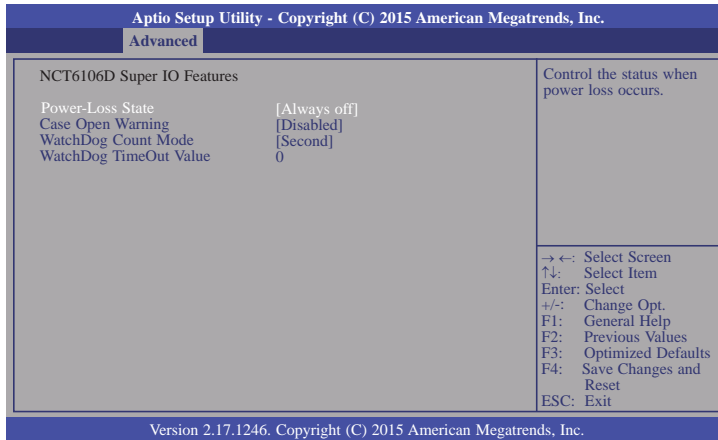 Aptio Setup Utility - Copyright (C) 2015 American Megatrends, Inc.
Advanced
NCT6106D Super IO Features
Power-Loss State [Always off]
Case Open Warning [Disabled]
WatchDog Count Mode [Second]
WatchDog TimeOut Value 0
Control the status when
power loss occurs.
→ ←: Select Screen
↑↓: Select Item
Enter: Select
+/-: Change Opt.
F1: General Help
F2: Previous Values
F3: Optimized Defaults
F4: Save Changes and
Reset
ESC: Exit
Version 2.17.1246. Copyright (C) 2015 American Megatrends, Inc.